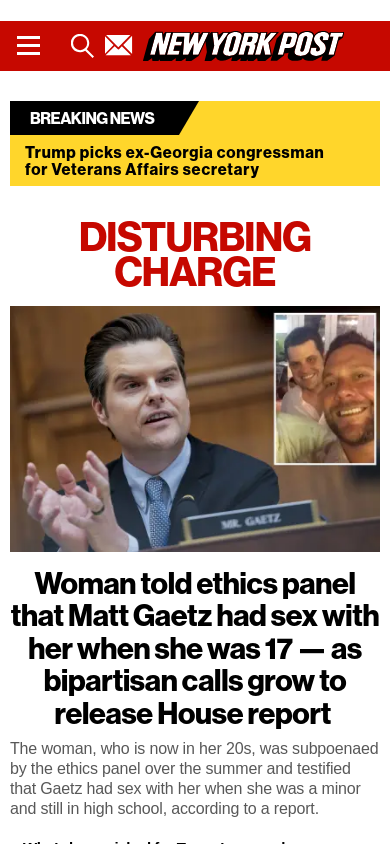 NEW YORK POST
BREAKING NEWS
Trump picks ex-Georgia congressman
for Veterans Affairs secretary
DISTURBING
CHARGE
MR. GAETZ
Woman told ethics panel
that Matt Gaetz had sex with
her when she was 17 — as
bipartisan calls grow to
release House report
The woman, who is now in her 20s, was subpoenaed
by the ethics panel over the summer and testified
that Gaetz had sex with her when she was a minor
and still in high school, according to a report.